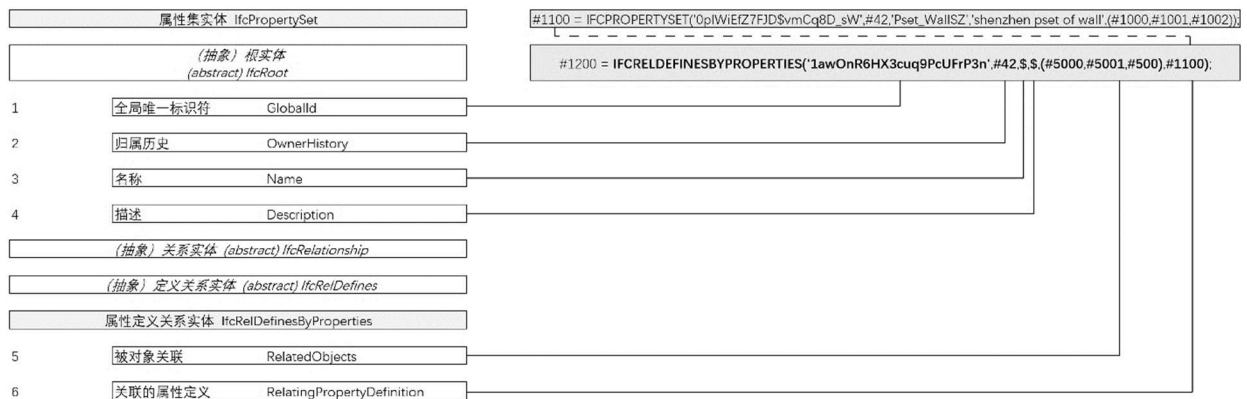 属性集实体 IfcPropertySet
#1100 = IFCPROPERTYSET('0pIWiEfZ7FJD$vmCq8D_sW',#42,'Pset_WallSZ','shenzhen pset of wall',(#1000,#1001,#1002));
(抽象)根实体
(abstract) IfcRoot
#1200 = IFCRELDEFINESBYPROPERTIES('1awOnR6HX3cuq9PcUFrP3n',#42,$,$,(#5000,#5001,#500),#1100);
1 全局唯一标识符 GlobalId
2 归属历史 OwnerHistory
3 名称 Name
4 描述 Description
(抽象)关系实体 (abstract) IfcRelationship
(抽象)定义关系实体 (abstract) IfcRelDefines
属性定义关系实体 IfcRelDefinesByProperties
5 被对象关联 RelatedObjects
6 关联的属性定义 RelatingPropertyDefinition